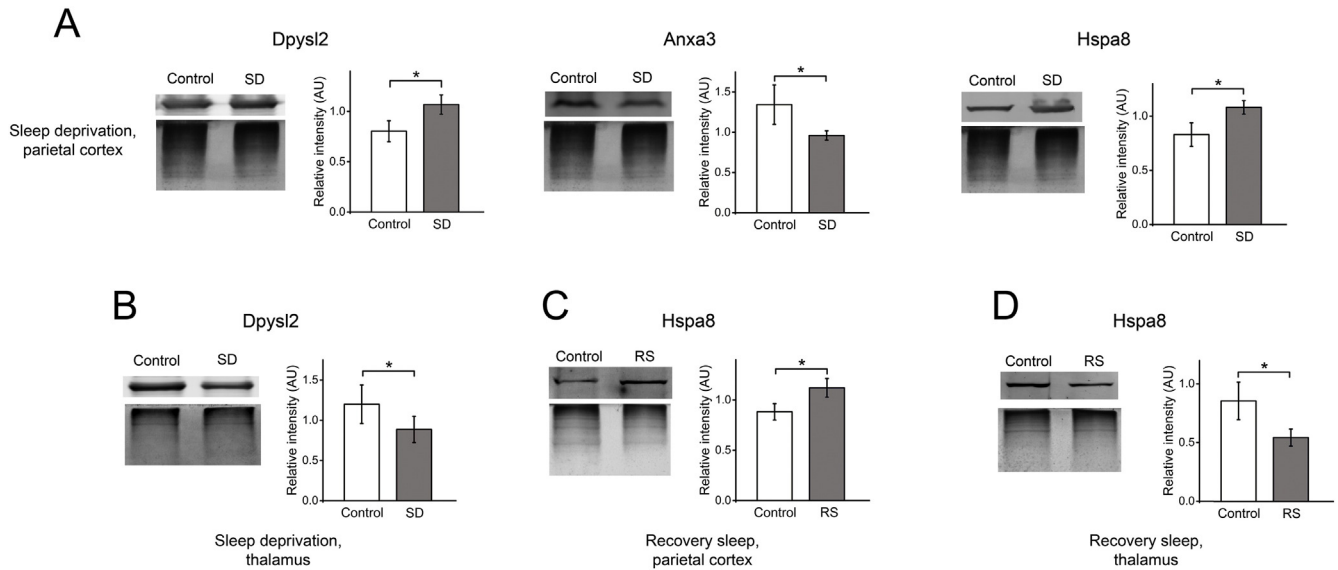 A
Dpysl2
Anxa3
Hspa8
Sleep deprivation,
parietal cortex
Control SD
Relative intensity (AU)
1.0
0.5
0.0
*
Control SD
Control SD
Relative intensity (AU)
1.5
1.0
0.5
0.0
*
Control SD
Control SD
Relative intensity (AU)
1.0
0.5
0.0
*
Control SD
B
Dpysl2
Control SD
Relative intensity (AU)
1.5
1.0
0.5
0.0
*
Control SD
Sleep deprivation,
thalamus
C
Hspa8
Control RS
Relative intensity (AU)
1.0
0.5
0.0
*
Control RS
Recovery sleep,
parietal cortex
D
Hspa8
Control RS
Relative intensity (AU)
1.0
0.5
0.0
*
Control RS
Recovery sleep,
thalamus